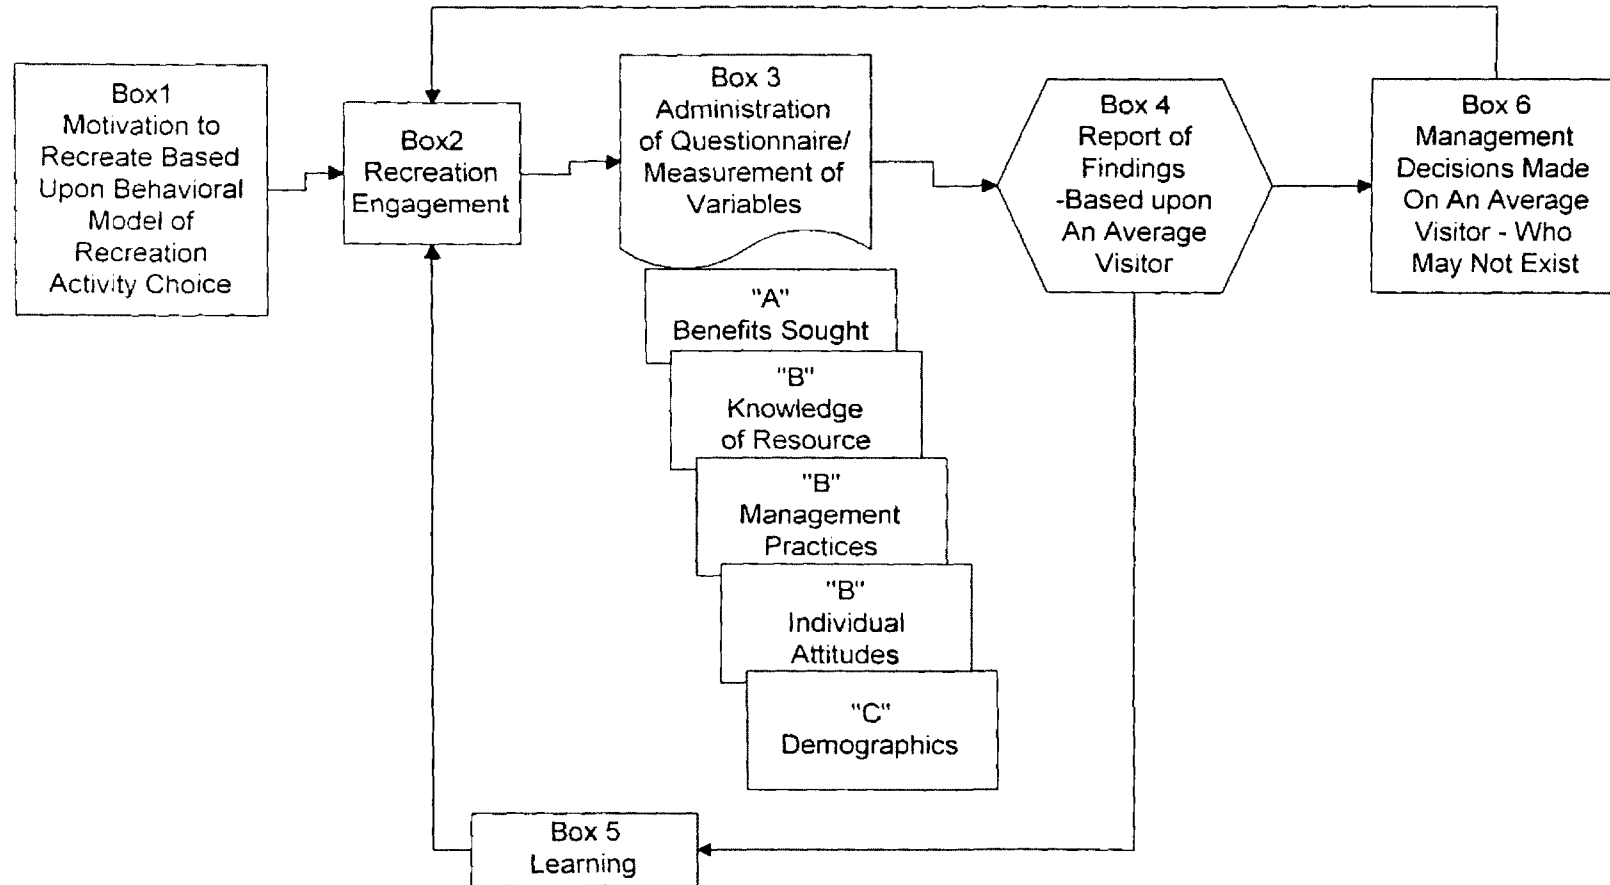 Box1
Motivation to
Recreate Based
Upon Behavioral
Model of
Recreation
Activity Choice
Box2
Recreation
Engagement
Box 3
Administration
of Questionnaire/
Measurement of
Variables
"A"
Benefits Sought
"B"
Knowledge
of Resource
"B"
Management
Practices
"B"
Individual
Attitudes
"C"
Demographics
Box 4
Report of
Findings
-Based upon
An Average
Visitor
Box 5
Learning
Box 6
Management
Decisions Made
On An Average
Visitor - Who
May Not Exist